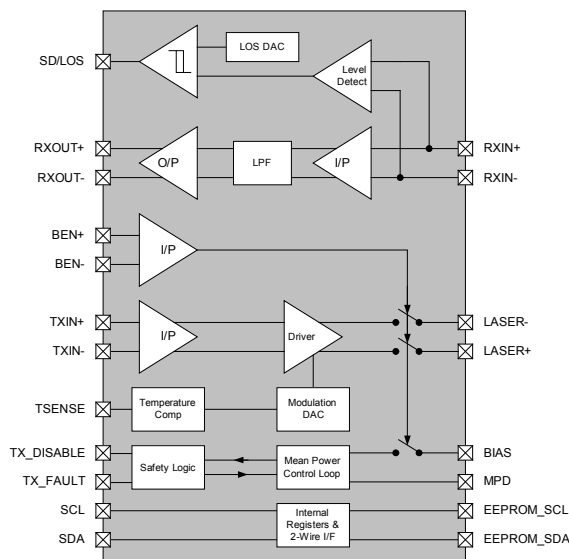 LOS DAC
SD/LOS
Level
Detect
RXOUT+
RXIN+
O/P
LPF
I/P
RXOUT-
RXIN-
BEN+
I/P
BEN-
TXIN+
LASER-
I/P
Driver
TXIN-
LASER+
TSENSE
Temperature
Comp
Modulation
DAC
TX_DISABLE
BIAS
Safety Logic
Mean Power
Control Loop
TX_FAULT
MPD
SCL
EEPROM_SCL
Internal
Registers &
2-Wire I/F
SDA
EEPROM_SDA